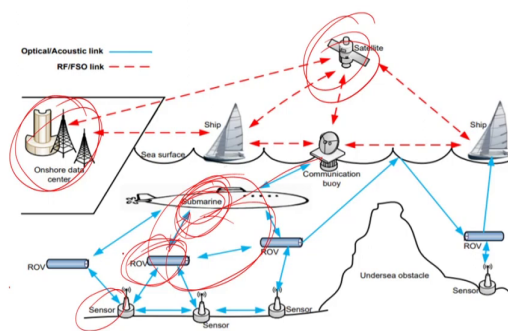 Optical/Acoustic link
RF/FSO link
Satellite
Ship
Ship
Onshore data
center
Sea surface
Communication
buoy
Submarine
ROV
ROV
ROV
ROV
Undersea obstacle
Sensor
Sensor
Sensor
Sensor